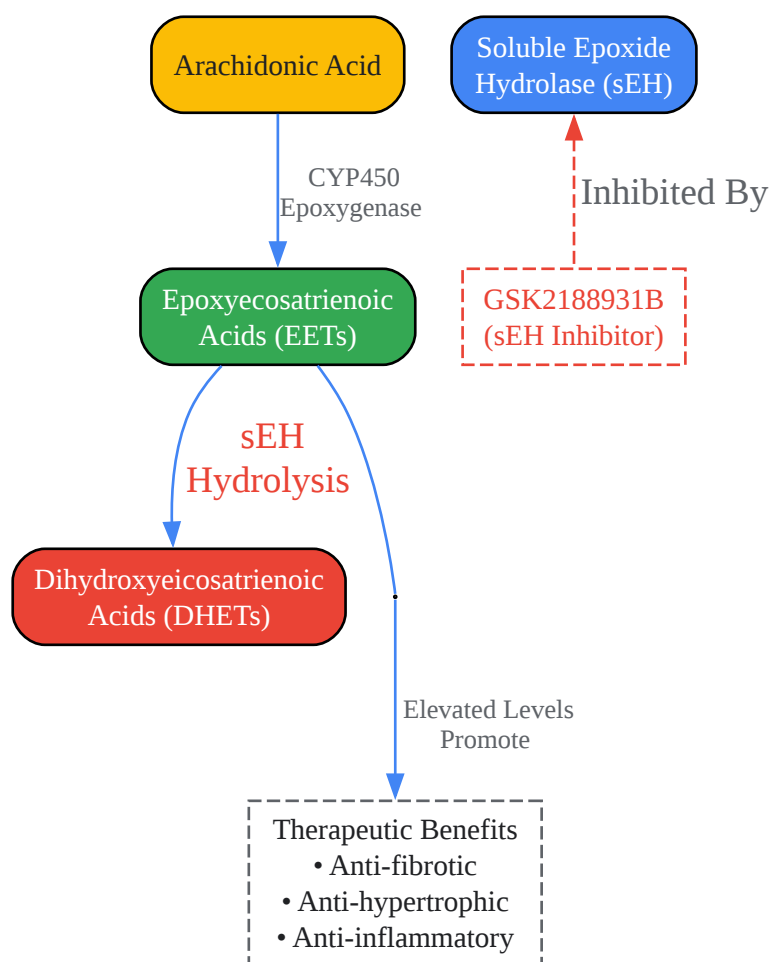 Arachidonic Acid
Soluble Epoxide
Hydrolase (sEH)
CYP450
Epoxygenase
Inhibited By
Epoxyecosatrienoic
Acids (EETs)
GSK2188931B
(sEH Inhibitor)
sEH
Hydrolysis
Dihydroxyeicosatrienoic
Acids (DHETs)
Elevated Levels
Promote
Therapeutic Benefits
• Anti-fibrotic
• Anti-hypertrophic
• Anti-inflammatory